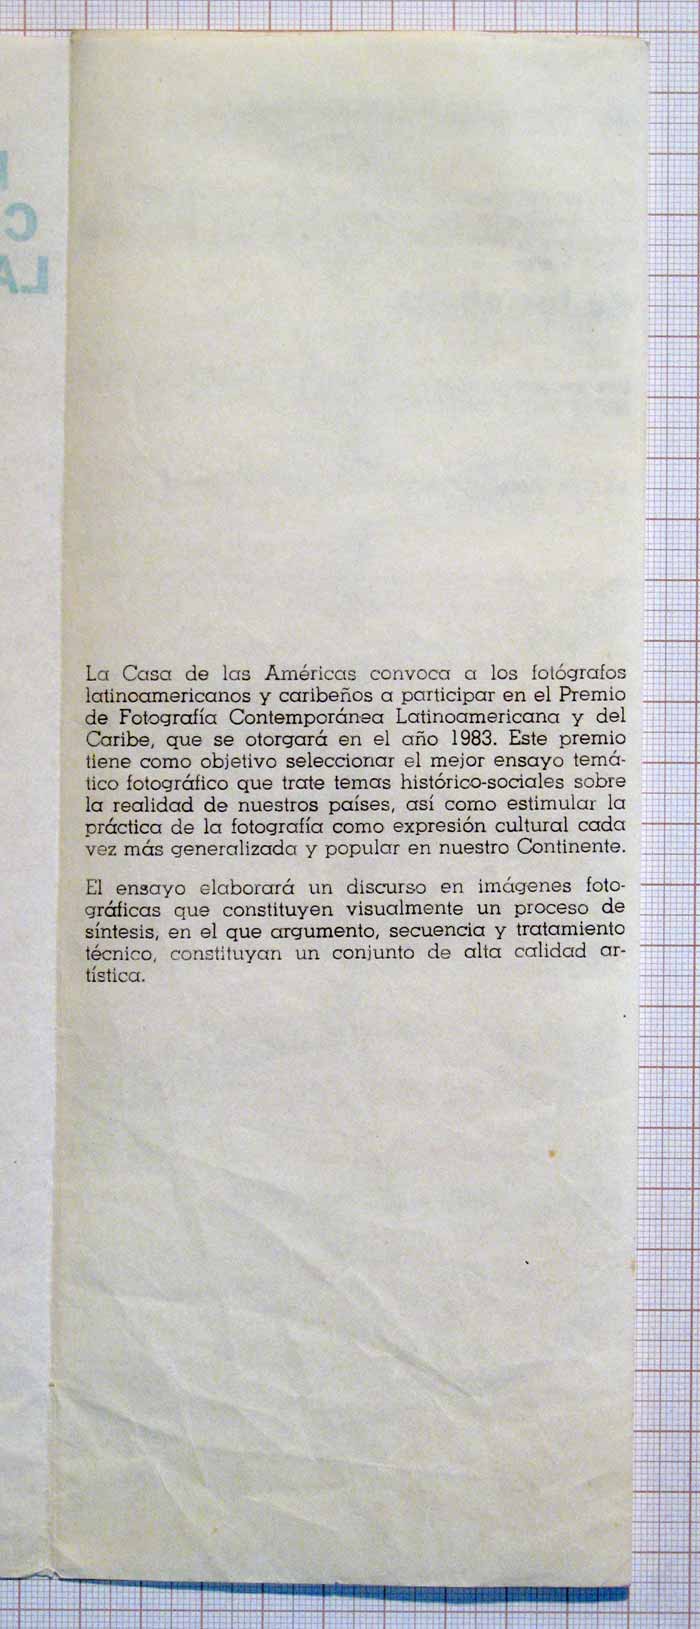 La Casa de las Américas convoca a los fotógrafos
latinoamericanos y caribeños a participar en el Premio
de Fotografía Contemporánea Latinoamericana y del
Caribe, que se otorgará en el año 1983. Este premio
tiene como objetivo seleccionar el mejor ensayo temá-
tico fotográfico que trate temas histórico-sociales sobre
la realidad de nuestros países, así como estimular la
práctica de la fotografía como expresión cultural cada
vez más generalizada y popular en nuestro Continente.
El ensayo elaborará un discurso en imágenes foto-
gráficas que constituyen visualmente un proceso de
síntesis, en el que argumento, secuencia y tratamiento
técnico, constituyan un conjunto de alta calidad ar-
tística.